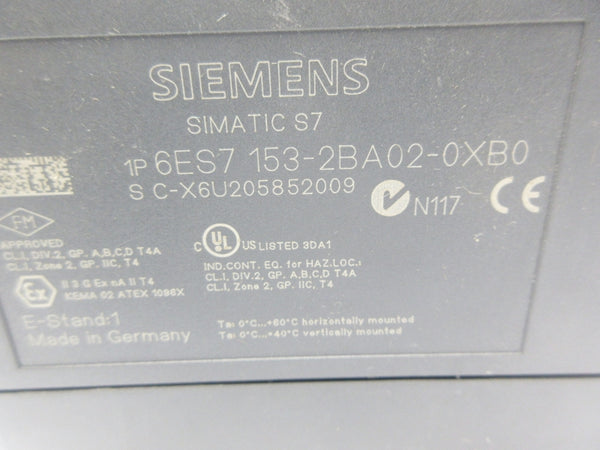 SIEMENS
SIMATIC S7
1P 6ES7 153-2BA02-0XB0
S C-X6U205852009
N117 CE
FM
APPROVED
CL.I, DIV.2, GP. A,B,C,D T4A
CL.I, Zone 2, GP. IIC, T4
C UL US LISTED 3DA1
IND.CONT. EQ. for HAZ.LOC.:
CL.I, DIV.2, GP. A,B,C,D T4A
CL.I, Zone 2, GP. IIC, T4
Ex II 3 G Ex nA II T4
KEMA 02 ATEX 1096X
E-Stand:1
Made in Germany
Ta: 0°C...+60°C horizontally mounted
Ta: 0°C...+40°C vertically mounted